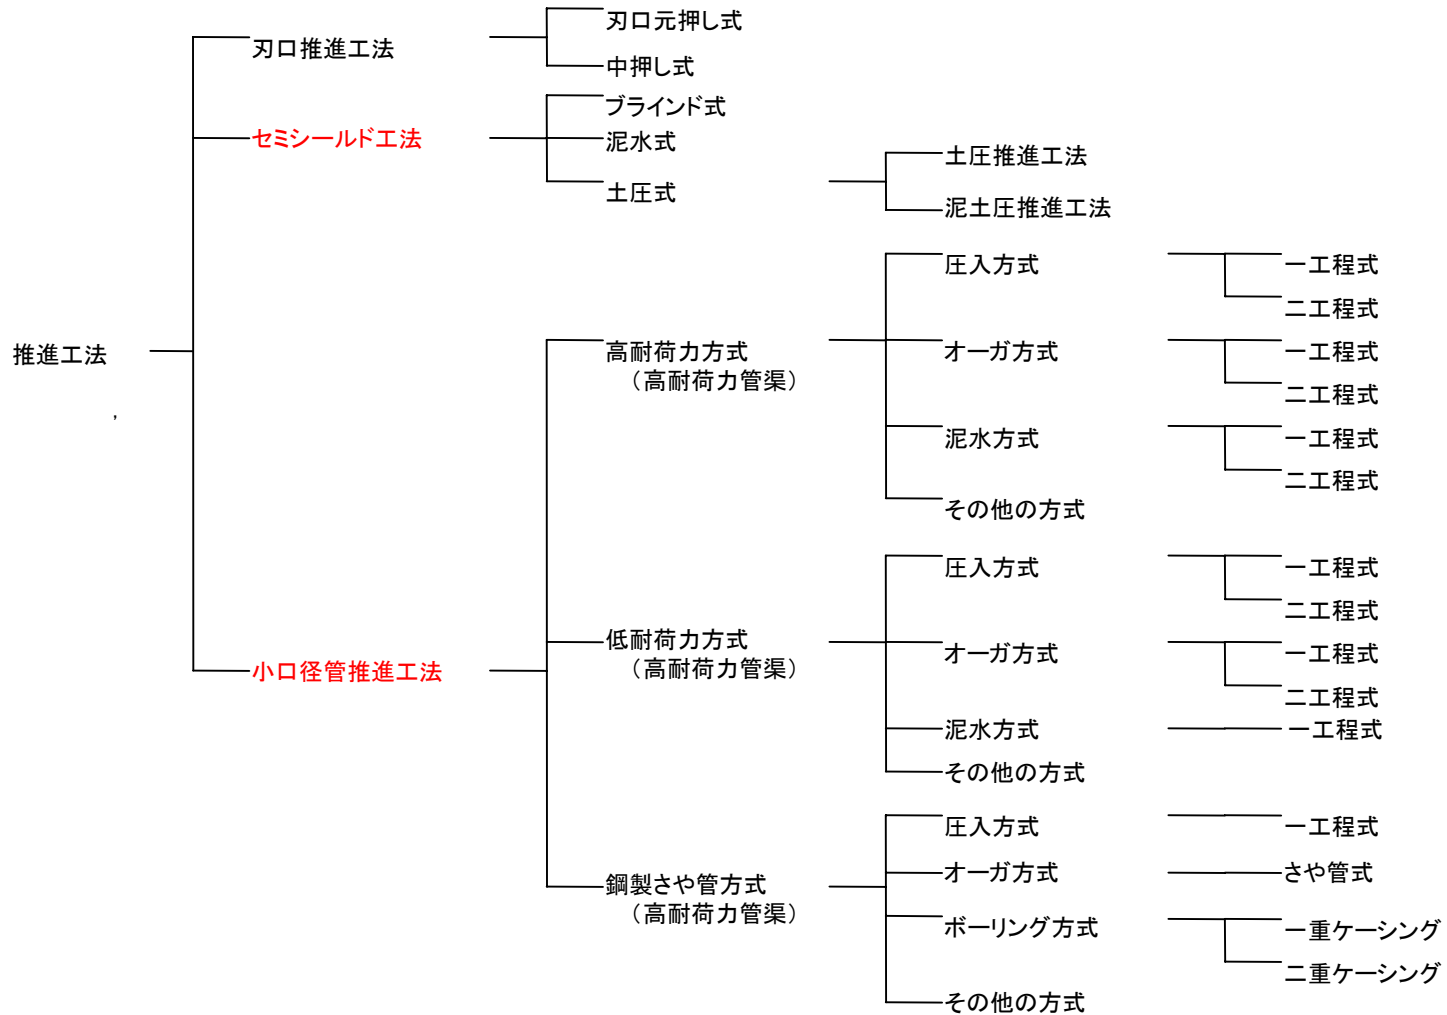 刃口元押し式
刃口推進工法
中押し式
ブラインド式
セミシールド工法
泥水式
土圧推進工法
土圧式
泥土圧推進工法
圧入方式
一工程式
二工程式
推進工法
高耐荷力方式
（高耐荷力管渠）
オーガ方式
一工程式
二工程式
,
泥水方式
一工程式
二工程式
その他の方式
圧入方式
一工程式
二工程式
低耐荷力方式
（高耐荷力管渠）
オーガ方式
一工程式
小口径管推進工法
二工程式
泥水方式
一工程式
その他の方式
圧入方式
一工程式
鋼製さや管方式
（高耐荷力管渠）
オーガ方式
さや管式
ボーリング方式
一重ケーシング
二重ケーシング
その他の方式